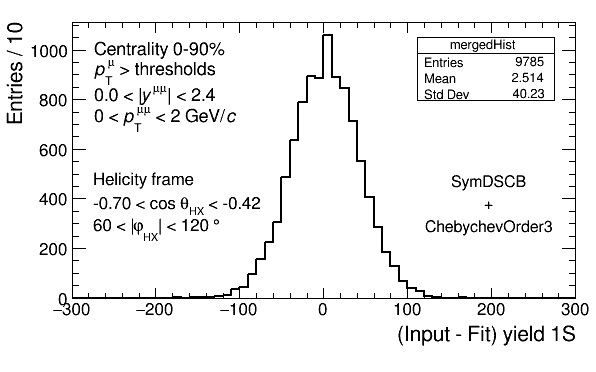 Entries / 10
1000
800
600
400
200
0
Centrality 0-90%
p_T^μ > thresholds
0.0 < |y^μμ| < 2.4
0 < p_T^μμ < 2 GeV/c
mergedHist
Entries 9785
Mean 2.514
Std Dev 40.23
Helicity frame
-0.70 < cos θ_HX < -0.42
60 < |φ_HX| < 120 °
SymDSCB
+
ChebychevOrder3
−300 −200 −100 0 100 200 300
(Input - Fit) yield 1S